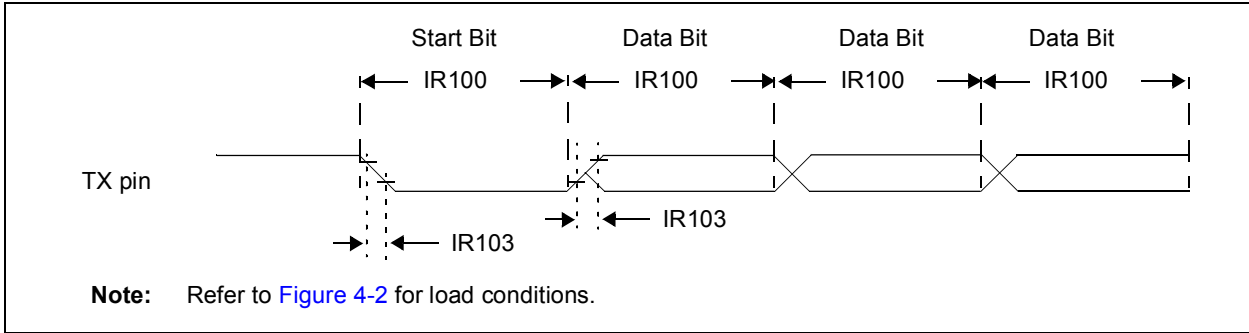 Start Bit Data Bit Data Bit Data Bit
IR100 IR100 IR100 IR100
TX pin
IR103 IR103
Note: Refer to Figure 4-2 for load conditions.